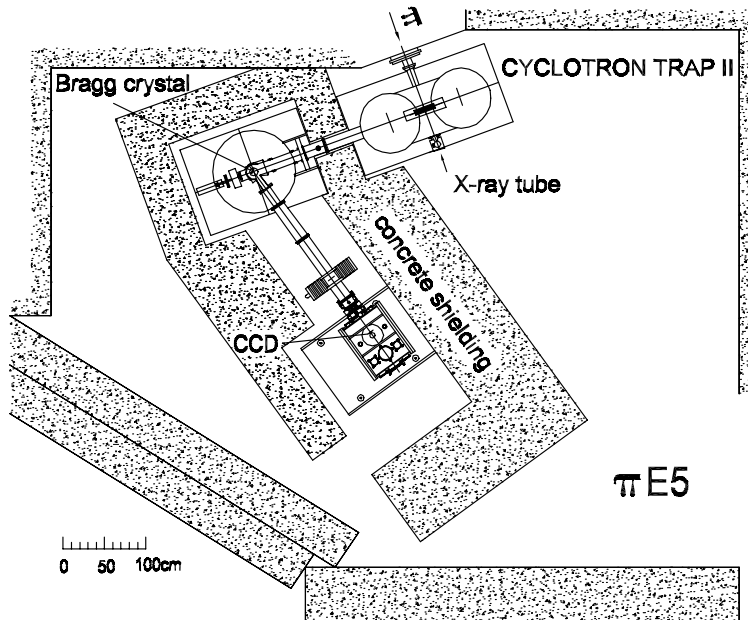 π
CYCLOTRON TRAP II
Bragg crystal
X-ray tube
concrete shielding
CCD
πE5
0 50 100cm